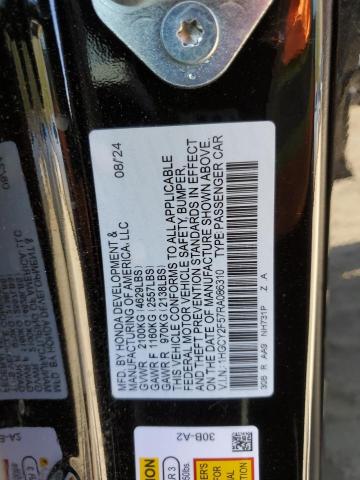 MFD. BY HONDA DEVELOPMENT &
MANUFACTURING OF AMERICA, LLC 08/24
GVWR 2100KG (4629LBS)
GAWR F 1160KG (2557LBS)
GAWR R 970KG (2138LBS)
THIS VEHICLE CONFORMS TO ALL APPLICABLE
FEDERAL MOTOR VEHICLE SAFETY, BUMPER,
AND THEFT PREVENTION STANDARDS IN EFFECT
ON THE DATE OF MANUFACTURE SHOWN ABOVE.
V.I.N.: 1HGCY2F57RA086310 TYPE: PASSENGER CAR
30B R AA9 NH731P Z A
30B-A2